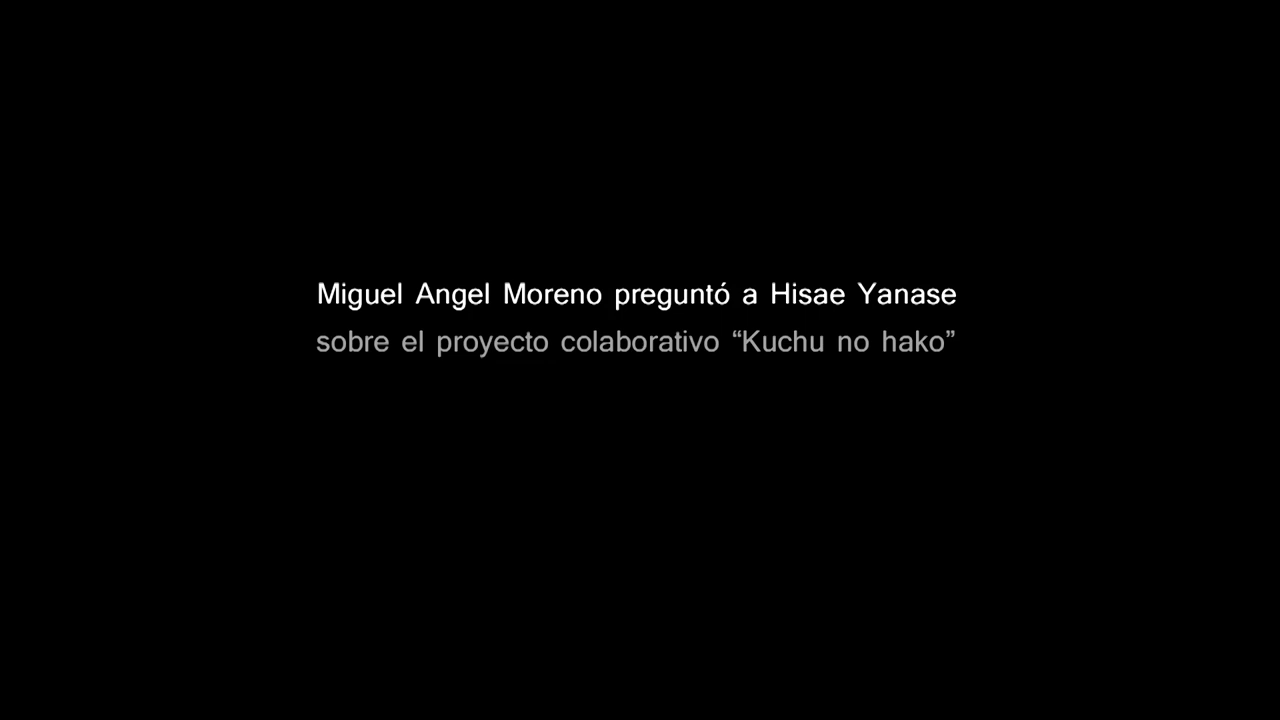 Miguel Angel Moreno preguntó a Hisae Yanase
sobre el proyecto colaborativo “Kuchu no hako”